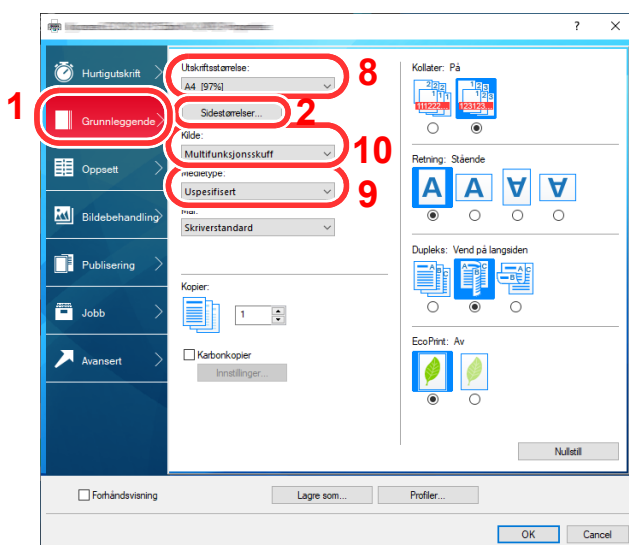 ?
1
Hurtigutskrift
Grunnleggende
Oppsett
Bildebehandling
Publisering
Jobb
Avansert
Utskriftsstørrelse:
A4 [97%]
8
Sidestørrelser...
2
Kilde:
Multifunksjonsskuff
10
Medietype:
Uspesifisert
9
Mal:
Skriverstandard
Kopier:
1
Karbonkopier
Innstillinger...
Kollater: På
Retning: Stående
A A A A
Dupleks: Vend på langsiden
EcoPrint: Av
Nullstill
Forhåndsvisning
Lagre som...
Profiler...
OK
Cancel